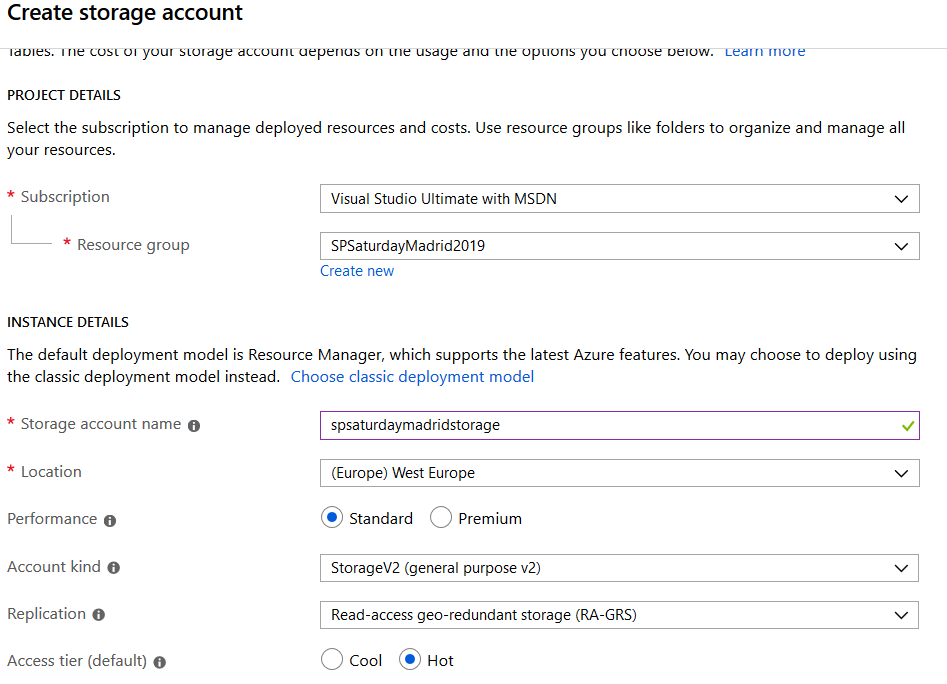 Create storage account
Tables. The cost of your storage account depends on the usage and the options you choose below. Learn more
PROJECT DETAILS
Select the subscription to manage deployed resources and costs. Use resource groups like folders to organize and manage all
your resources.
* Subscription
Visual Studio Ultimate with MSDN
* Resource group
SPSaturdayMadrid2019
Create new
INSTANCE DETAILS
The default deployment model is Resource Manager, which supports the latest Azure features. You may choose to deploy using
the classic deployment model instead. Choose classic deployment model
* Storage account name
spsaturdaymadridstorage
* Location
(Europe) West Europe
Performance
Standard Premium
Account kind
StorageV2 (general purpose v2)
Replication
Read-access geo-redundant storage (RA-GRS)
Access tier (default)
Cool Hot